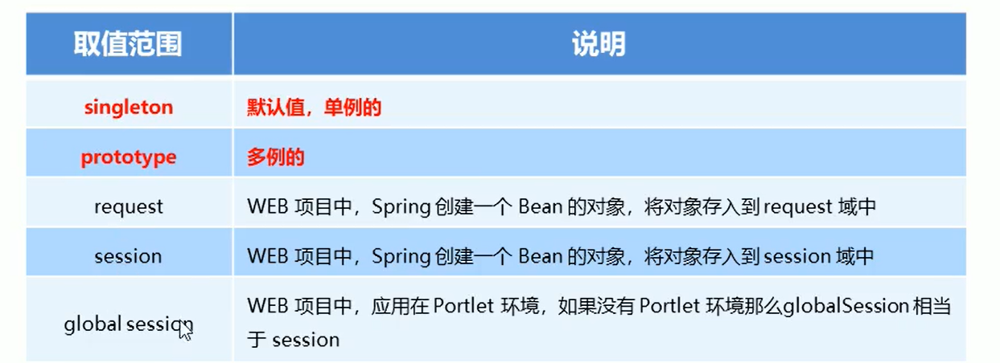 取值范围 说明
singleton 默认值，单例的
prototype 多例的
request WEB 项目中，Spring 创建一个 Bean 的对象，将对象存入到 request 域中
session WEB 项目中，Spring 创建一个 Bean 的对象，将对象存入到 session 域中
global session WEB 项目中，应用在 Portlet 环境，如果没有 Portlet 环境那么globalSession 相当
于 session